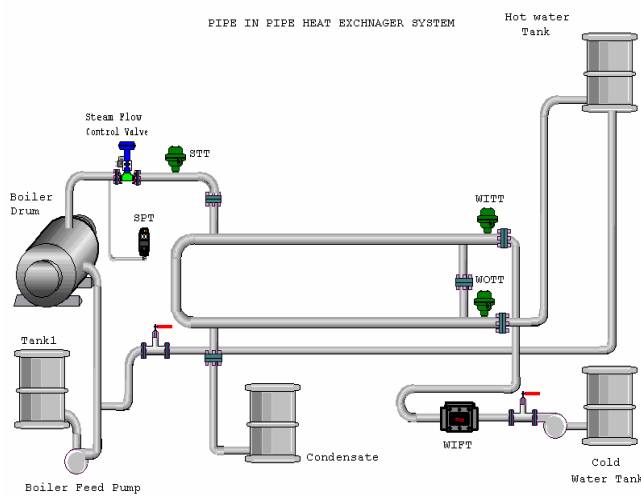 PIPE IN PIPE HEAT EXCHNAGER SYSTEM
Hot water
Tank
Steam Flow
Control Valve
STT
Boiler
Drum
SPT
WITT
WOTT
Tank1
Boiler Feed Pump
Condensate
WIFT
Cold
Water Tank